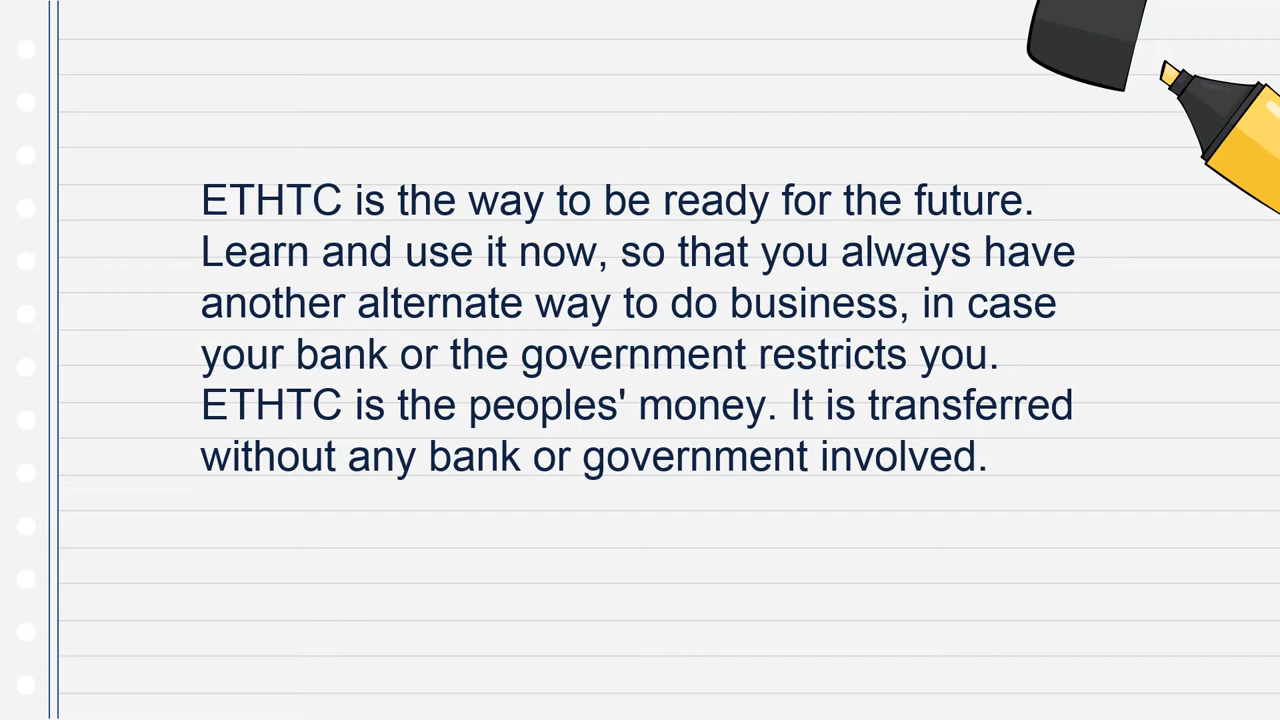 ETHTC is the way to be ready for the future.
Learn and use it now, so that you always have
another alternate way to do business, in case
your bank or the government restricts you.
ETHTC is the peoples' money. It is transferred
without any bank or government involved.